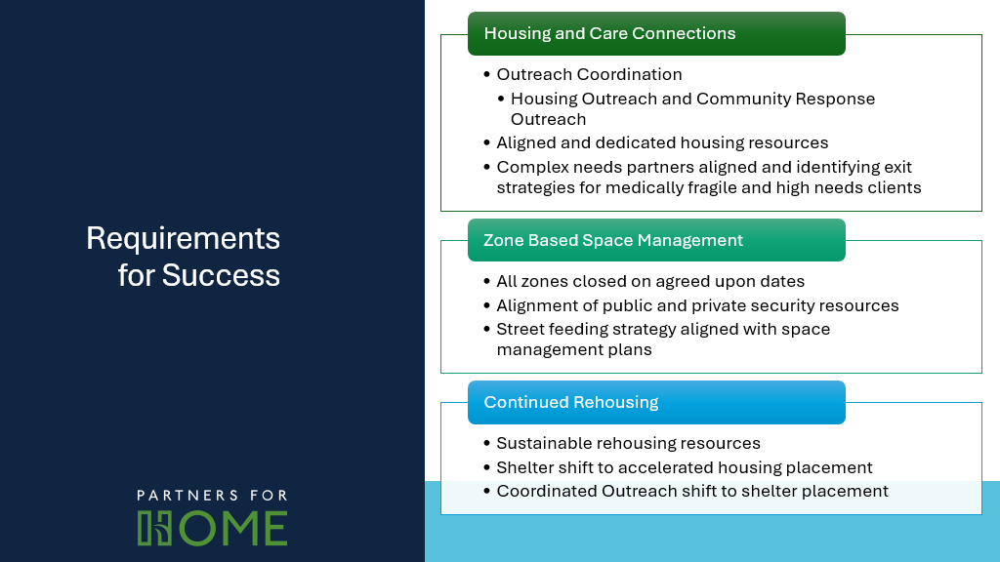 Requirements
for Success
PARTNERS FOR
HOME
Housing and Care Connections
• Outreach Coordination
• Housing Outreach and Community Response
Outreach
• Aligned and dedicated housing resources
• Complex needs partners aligned and identifying exit
strategies for medically fragile and high needs clients
Zone Based Space Management
• All zones closed on agreed upon dates
• Alignment of public and private security resources
• Street feeding strategy aligned with space
management plans
Continued Rehousing
• Sustainable rehousing resources
• Shelter shift to accelerated housing placement
• Coordinated Outreach shift to shelter placement